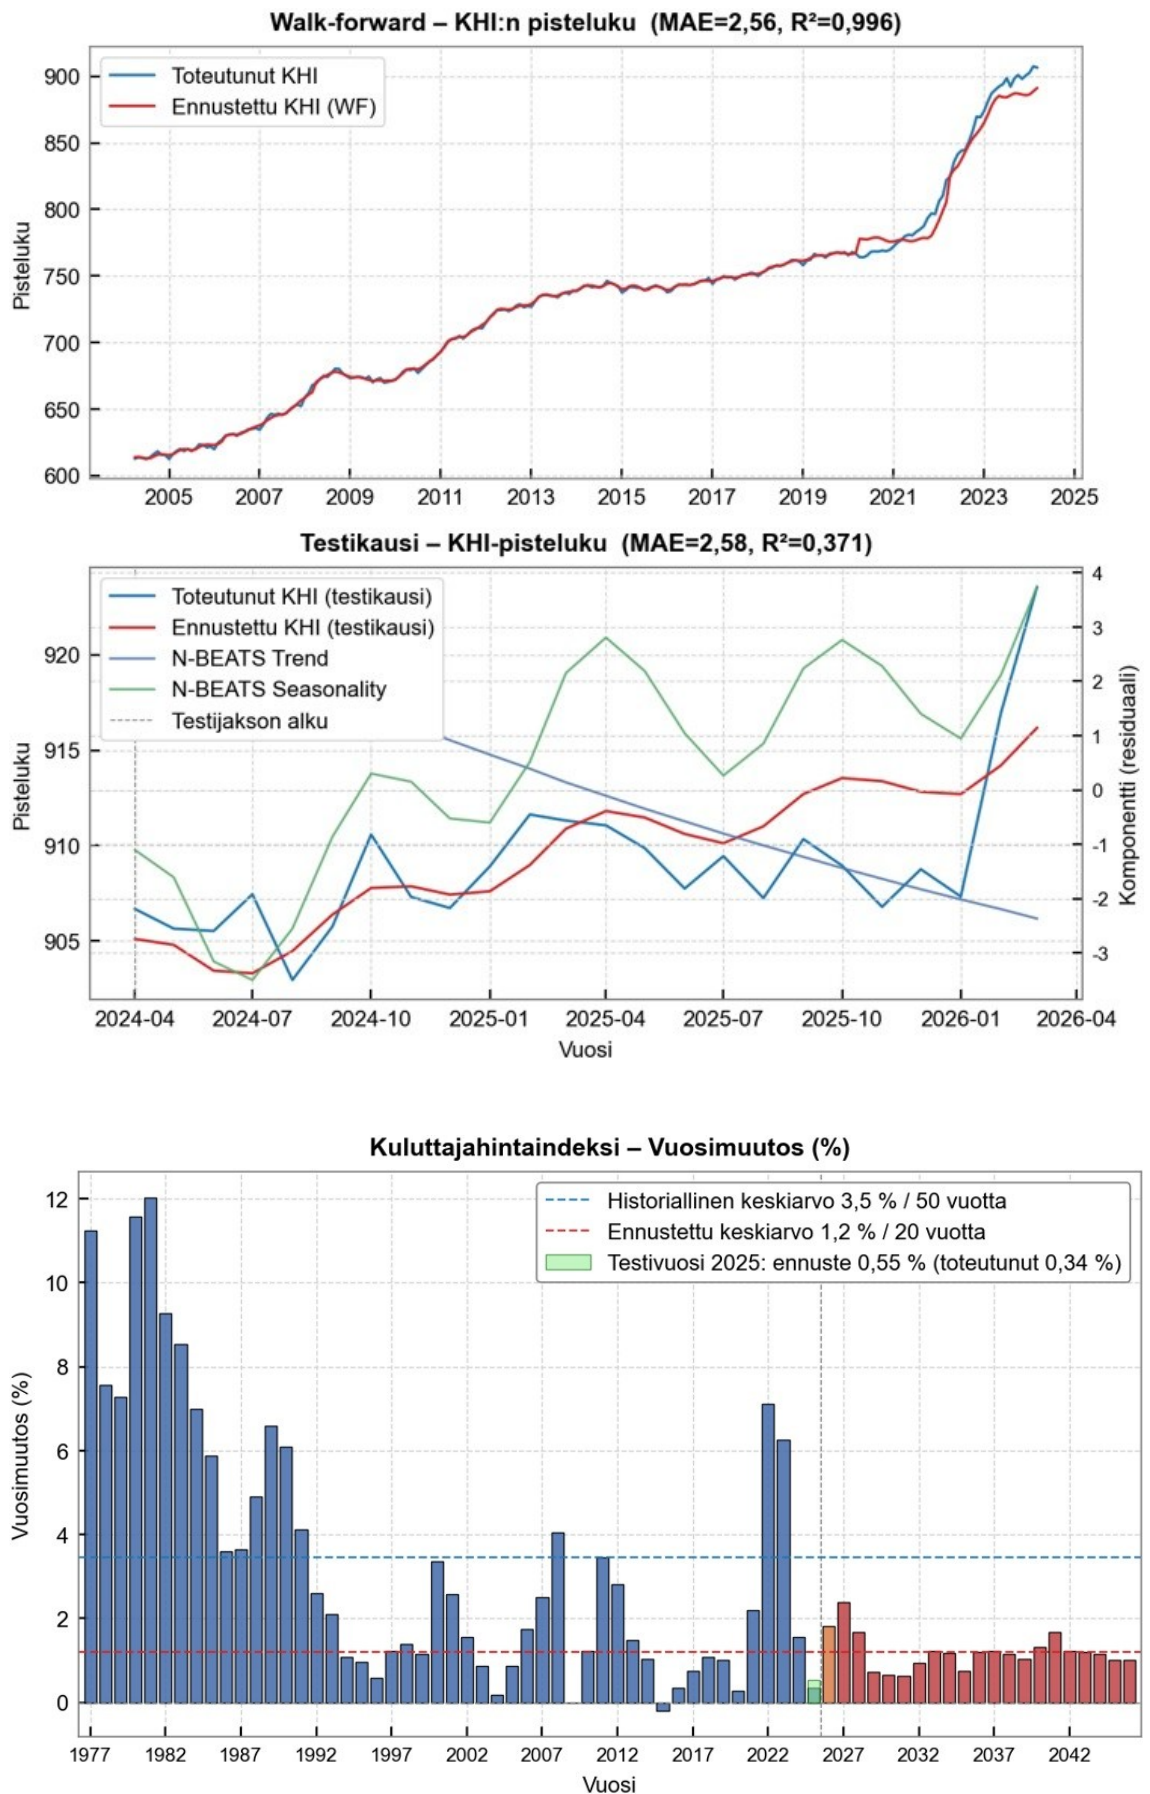 Walk-forward – KHI:n pisteluku (MAE=2,56, R²=0,996)
Toteutunut KHI
Ennustettu KHI (WF)
Pisteluku
900
850
800
750
700
650
600
2005 2007 2009 2011 2013 2015 2017 2019 2021 2023 2025
Testikausi – KHI-pisteluku (MAE=2,58, R²=0,371)
Toteutunut KHI (testikausi)
Ennustettu KHI (testikausi)
N-BEATS Trend
N-BEATS Seasonality
Testijakson alku
Pisteluku
920
915
910
905
4
3
2
1
0
-1
-2
-3
Komponentti (residuaali)
2024-04 2024-07 2024-10 2025-01 2025-04 2025-07 2025-10 2026-01 2026-04
Vuosi
Kuluttajahintaindeksi – Vuosimuutos (%)
Historiallinen keskiarvo 3,5 % / 50 vuotta
Ennustettu keskiarvo 1,2 % / 20 vuotta
Testivuosi 2025: ennuste 0,55 % (toteutunut 0,34 %)
Vuosimuutos (%)
12
10
8
6
4
2
0
1977 1982 1987 1992 1997 2002 2007 2012 2017 2022 2027 2032 2037 2042
Vuosi